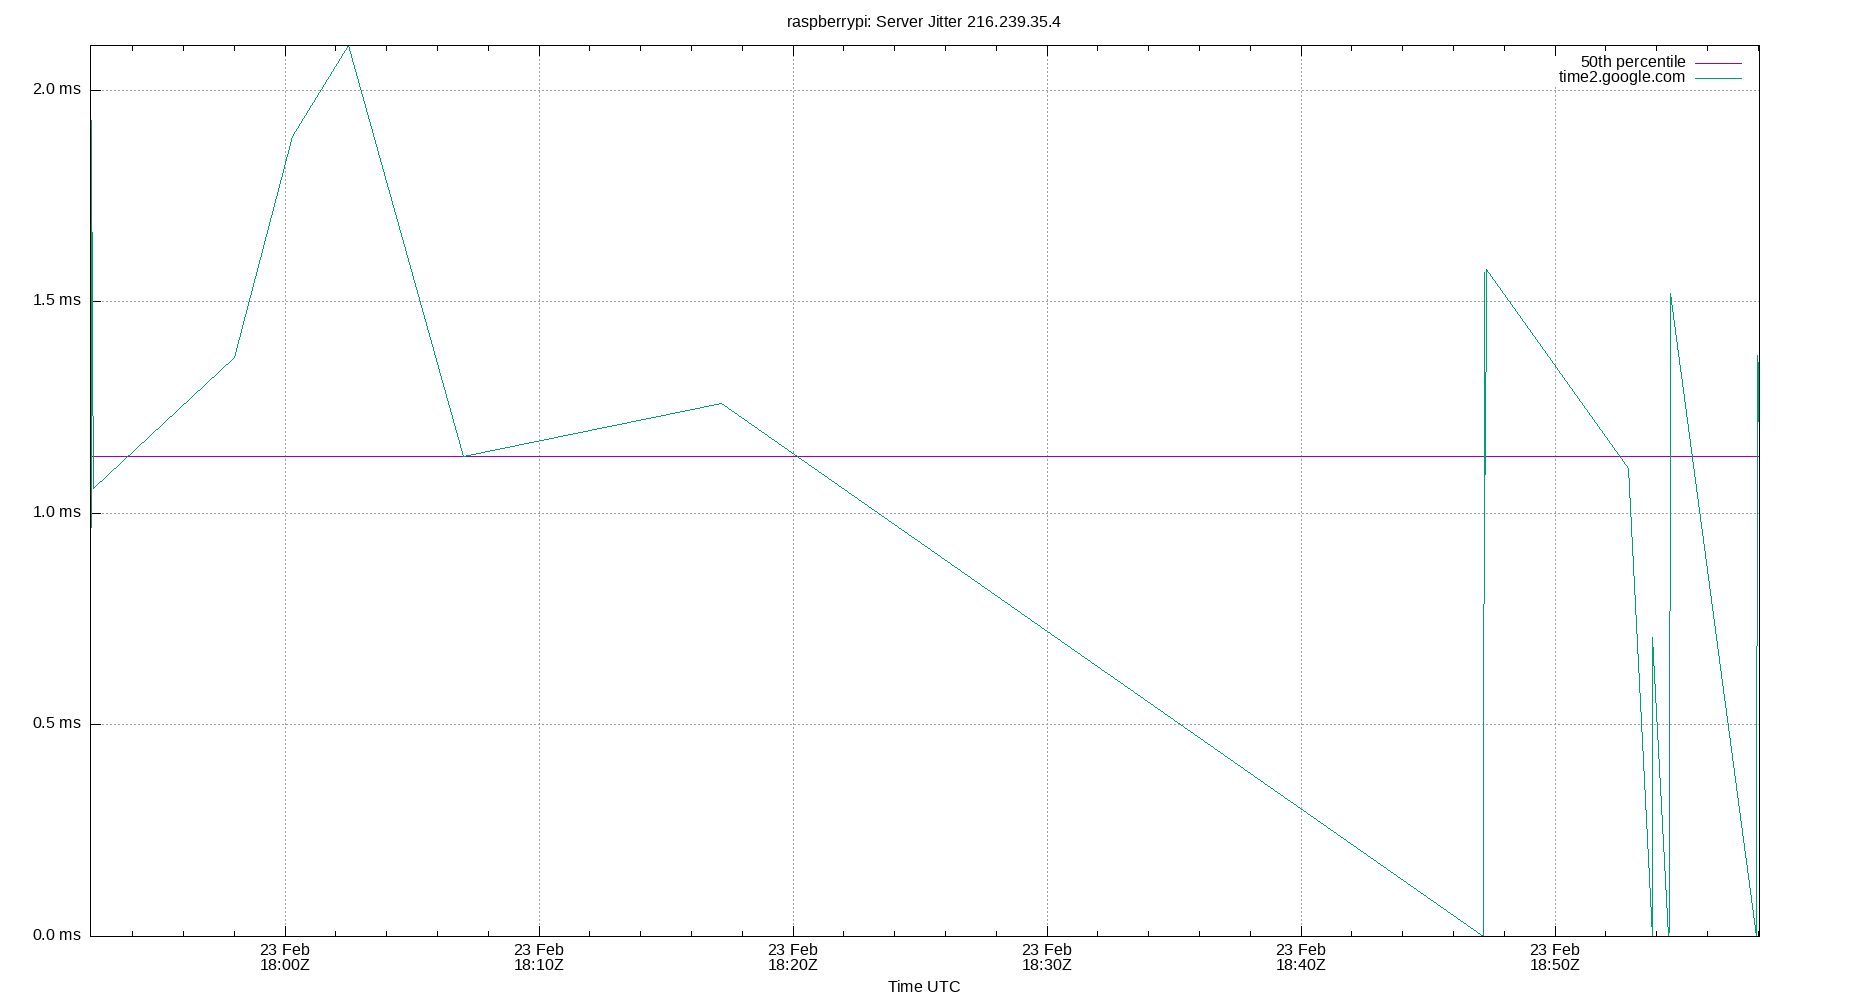 raspberrypi: Server Jitter 216.239.35.4
50th percentile
time2.google.com
2.0 ms
1.5 ms
1.0 ms
0.5 ms
0.0 ms
23 Feb 23 Feb 23 Feb 23 Feb 23 Feb 23 Feb
18:00Z 18:10Z 18:20Z 18:30Z 18:40Z 18:50Z
Time UTC